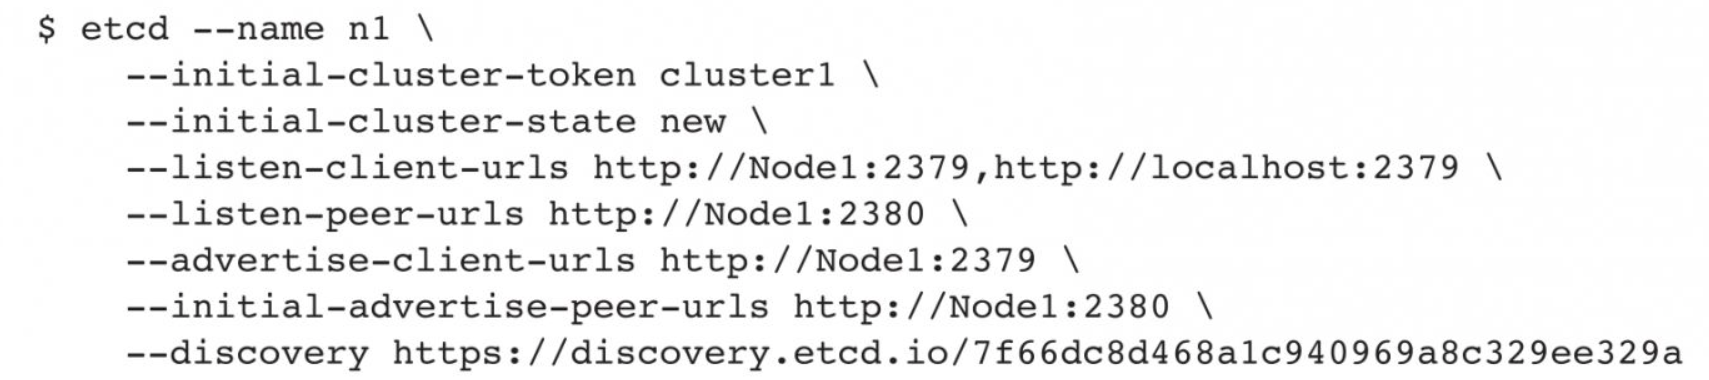 $ etcd --name n1 \
--initial-cluster-token cluster1 \
--initial-cluster-state new \
--listen-client-urls http://Node1:2379,http://localhost:2379 \
--listen-peer-urls http://Node1:2380 \
--advertise-client-urls http://Node1:2379 \
--initial-advertise-peer-urls http://Node1:2380 \
--discovery https://discovery.etcd.io/7f66dc8d468a1c940969a8c329ee329a